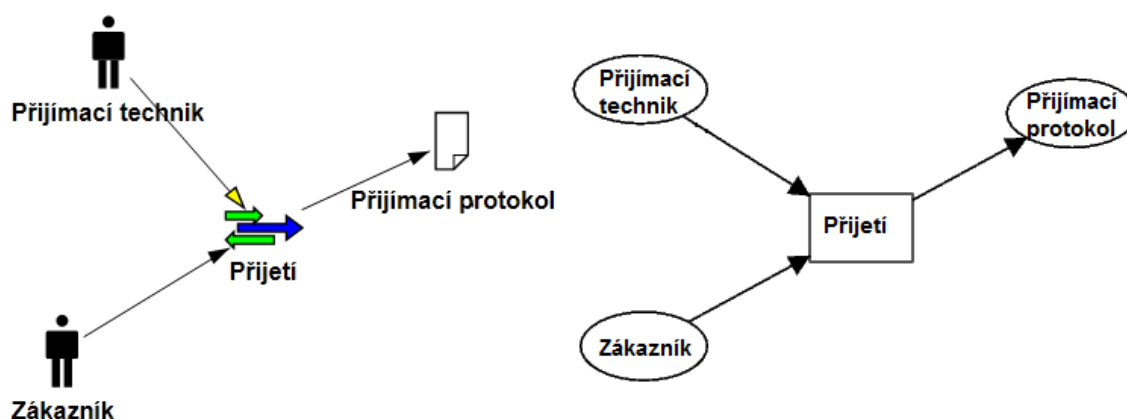 Přijímací technik
Přijímací protokol
Přijetí
Zákazník
Přijímací
technik
Přijímací
protokol
Přijetí
Zákazník